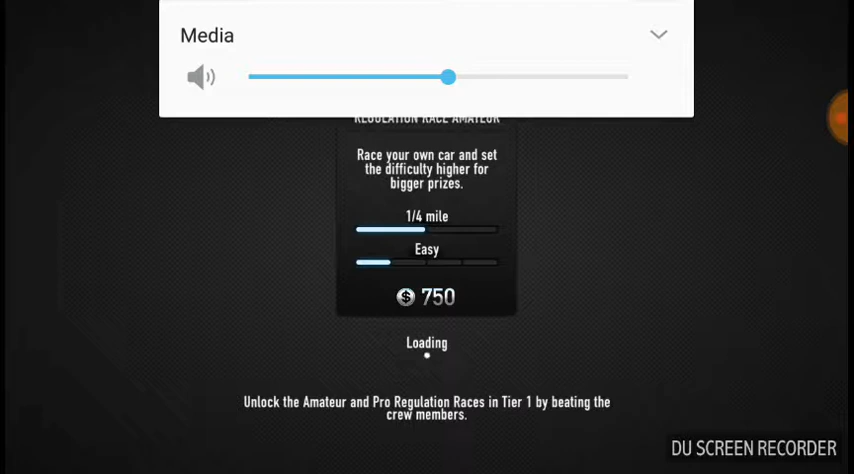 Media
REGULATION RACE AMATEUR
Race your own car and set
the difficulty higher for
bigger prizes.
1/4 mile
Easy
$ 750
Loading
Unlock the Amateur and Pro Regulation Races in Tier 1 by beating the
crew members.
DU SCREEN RECORDER